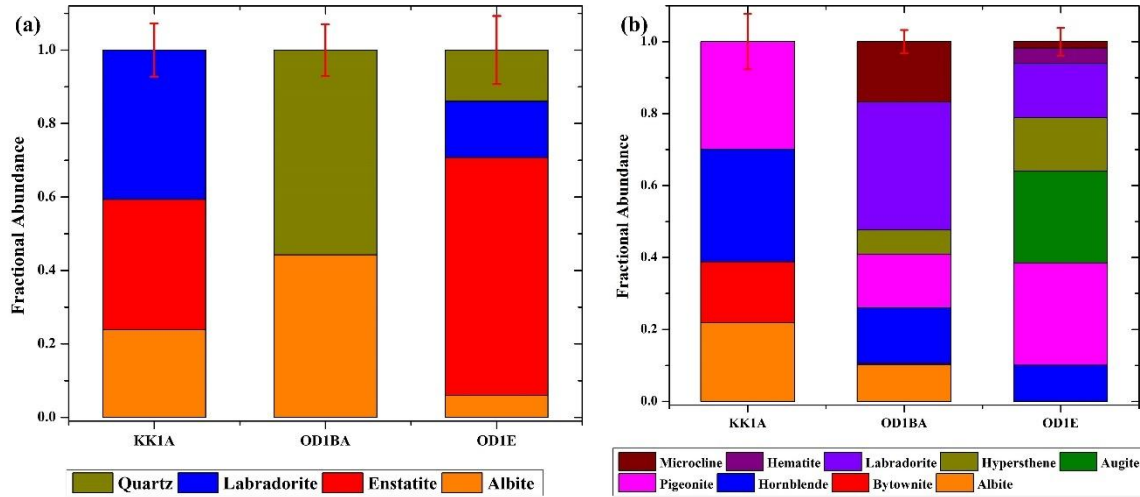 (a)
Fractional Abundance
1.0
0.8
0.6
0.4
0.2
0.0
KK1A OD1BA OD1E
Quartz Labradorite Enstatite Albite
(b)
Fractional Abundance
1.0
0.8
0.6
0.4
0.2
0.0
KK1A OD1BA OD1E
Microcline Hematite Labradorite Hypersthene Augite
Pigeonite Hornblende Bytownite Albite